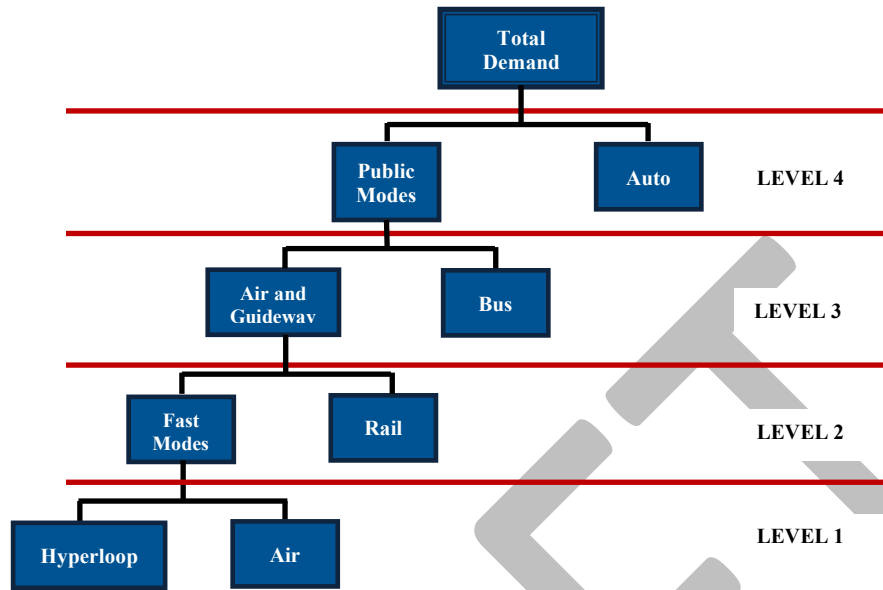 Total
Demand
Public
Modes
Auto
LEVEL 4
Air and
Guidewav
Bus
LEVEL 3
Fast
Modes
Rail
LEVEL 2
Hyperloop
Air
LEVEL 1